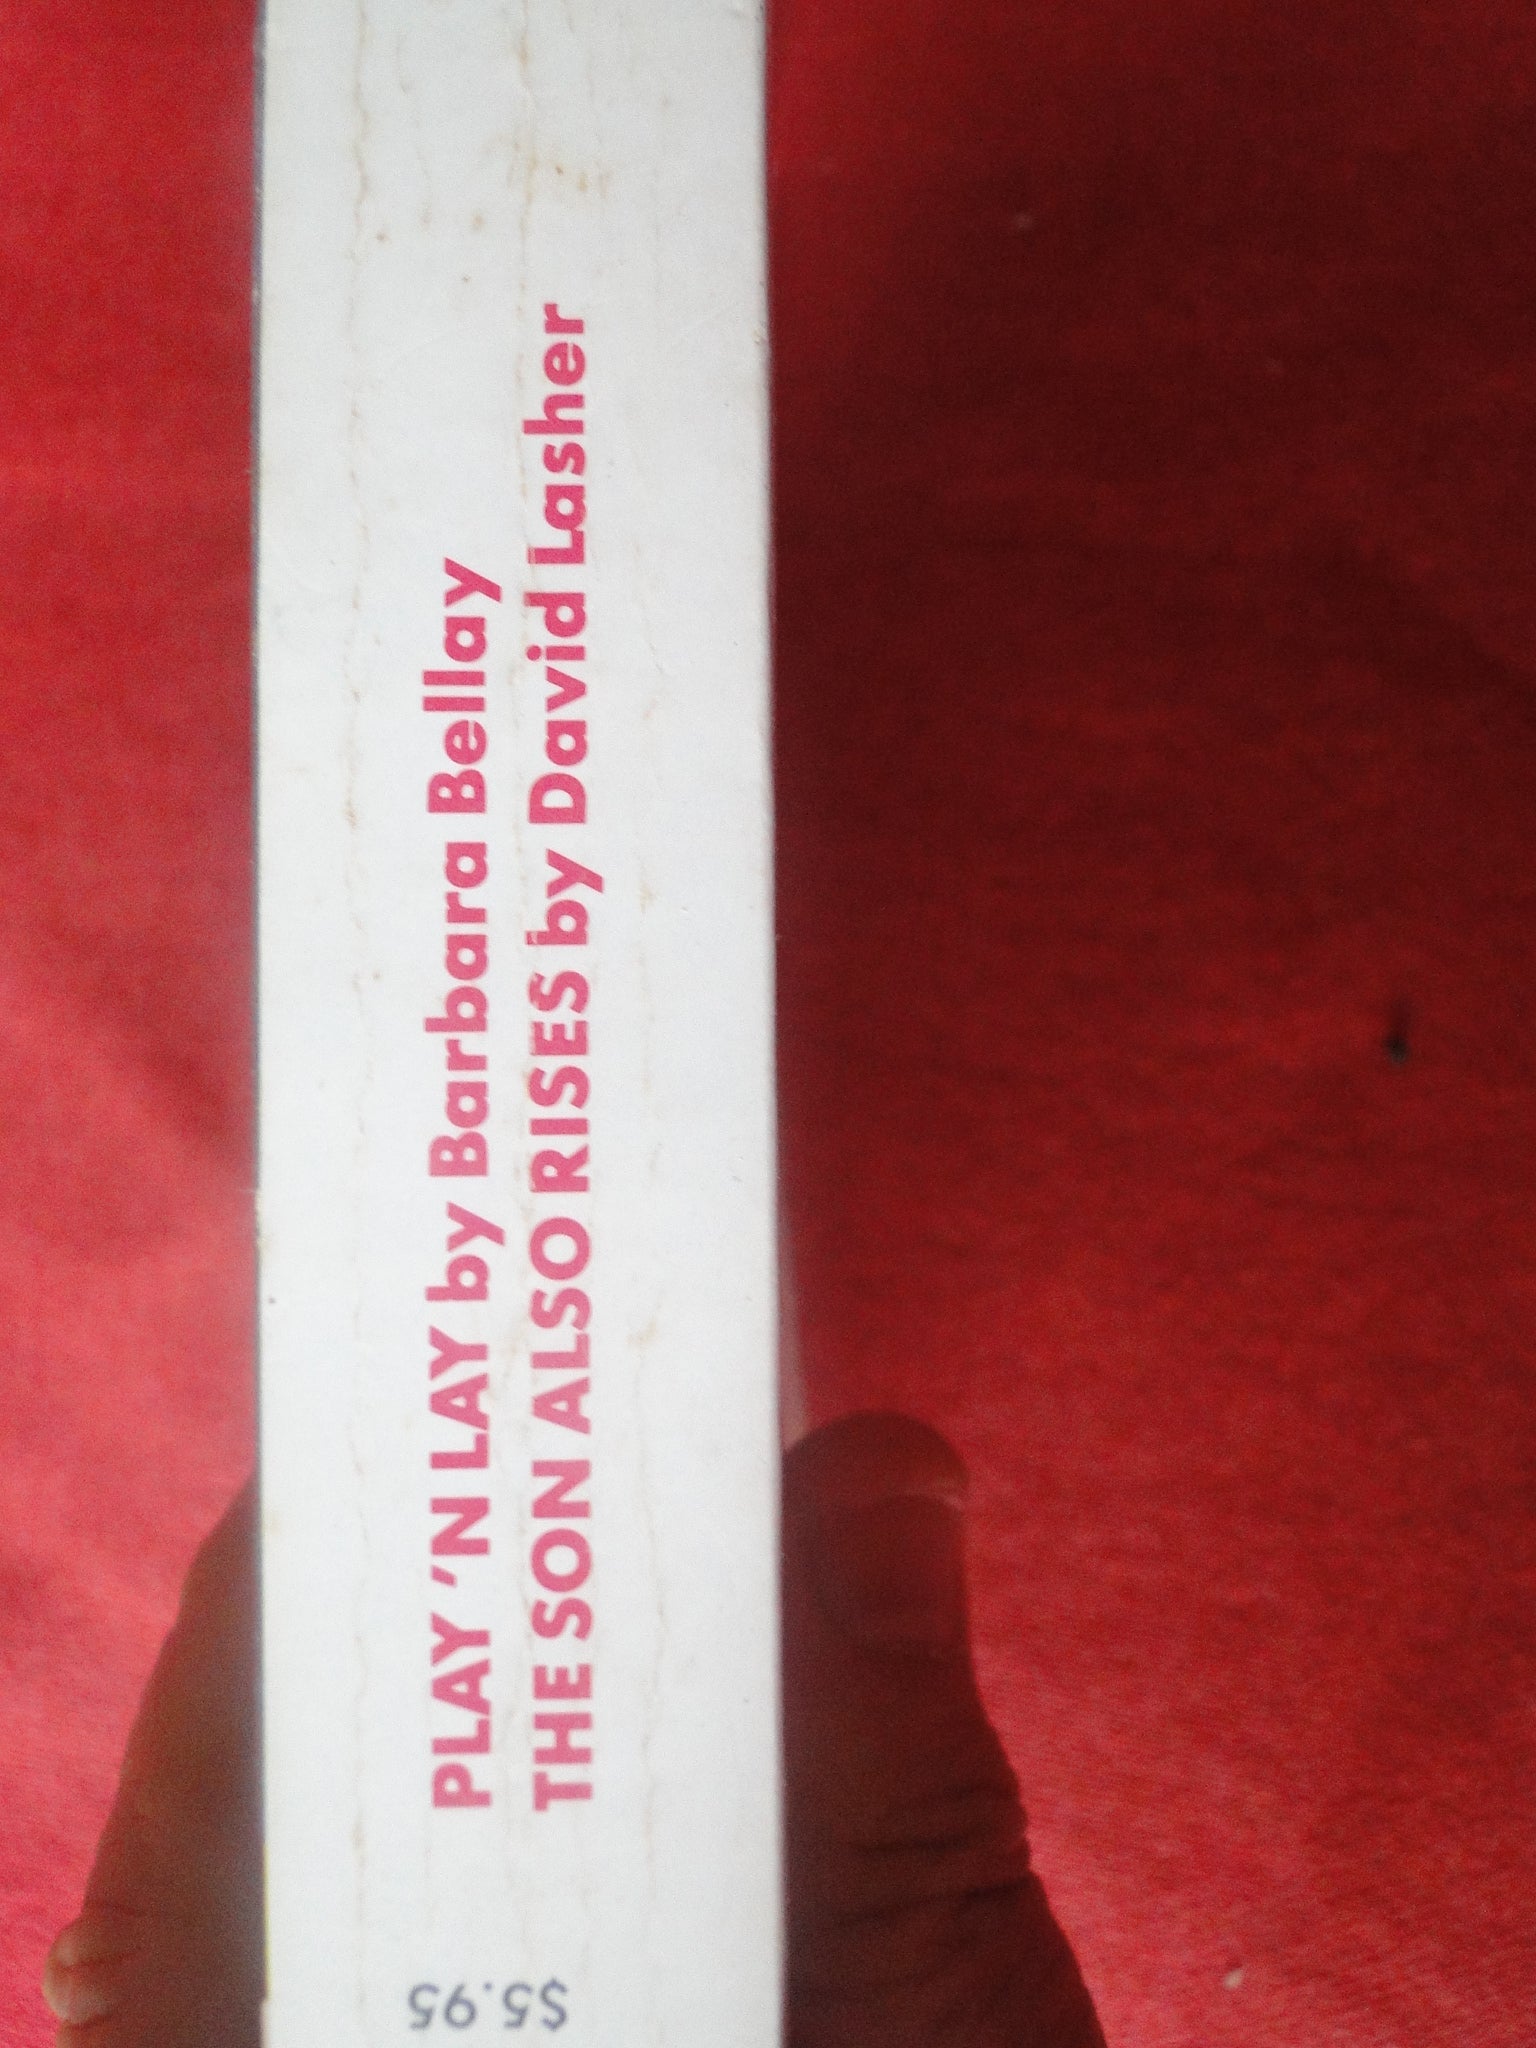 PLAY 'N LAY by Barbara Bellay
THE SON ALSO RISES by David Lasher
$5.95